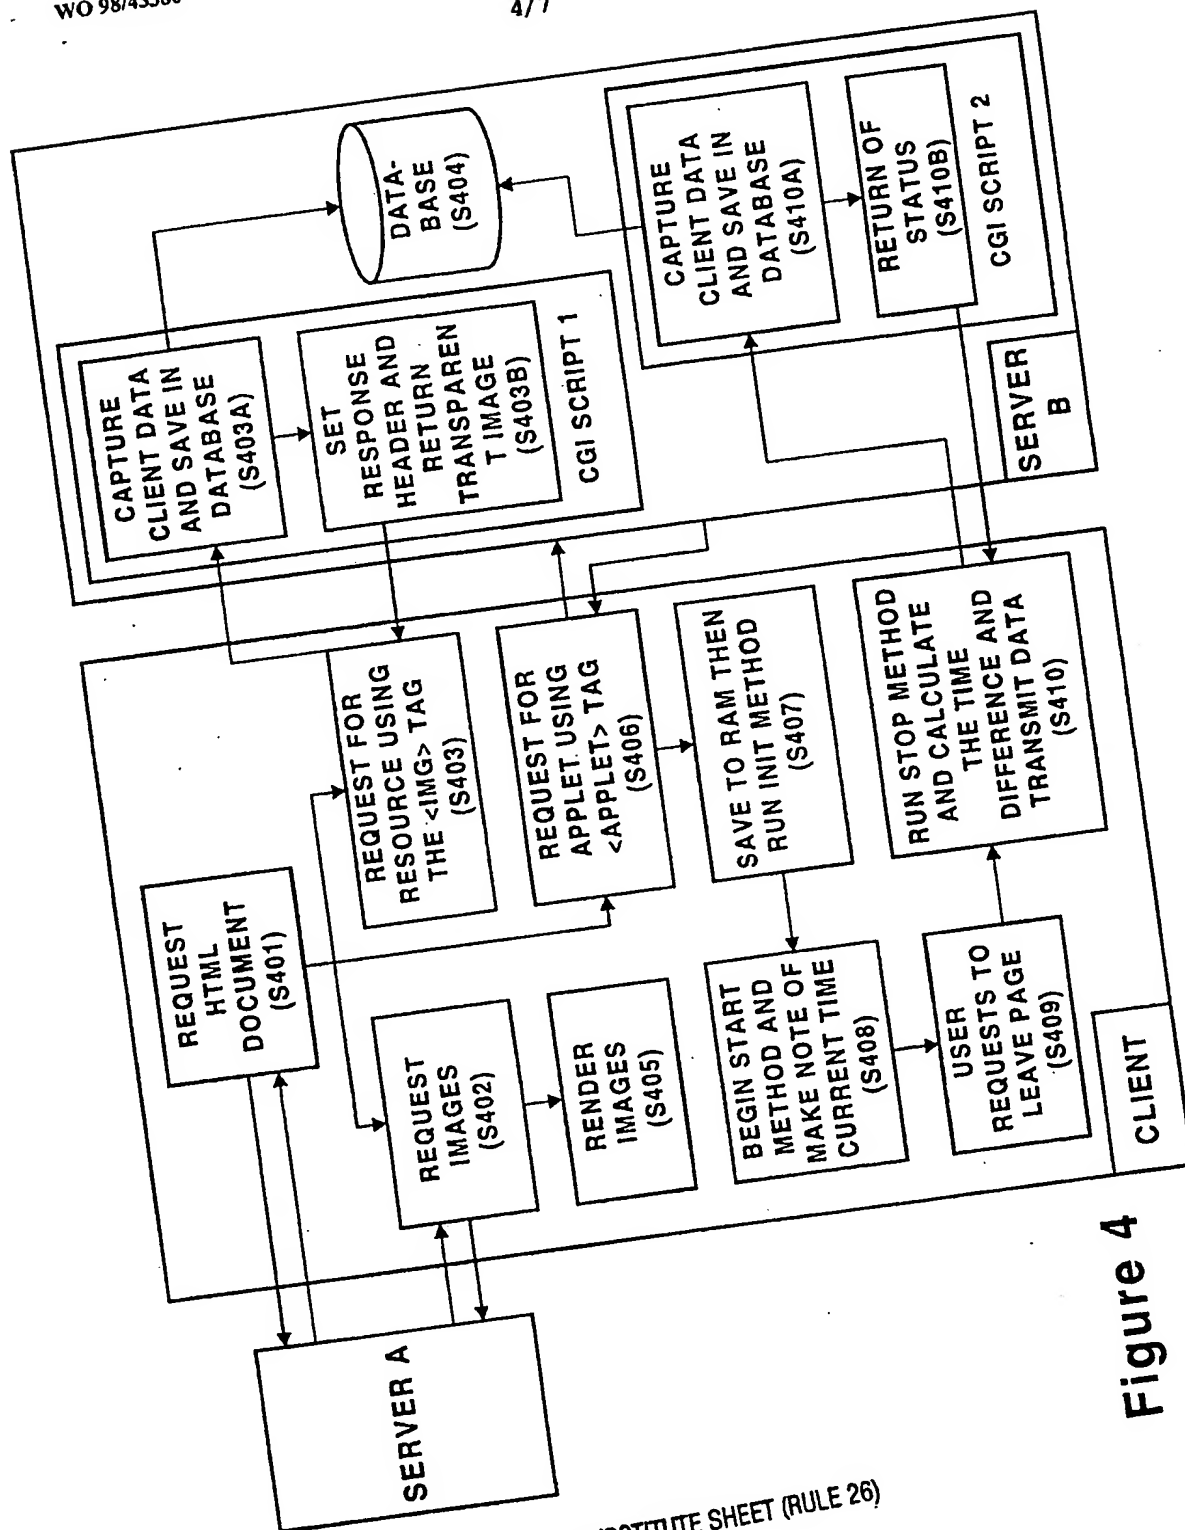 4/7
SERVER A
REQUEST
HTML
DOCUMENT
(S401)
REQUEST
IMAGES
(S402)
RENDER
IMAGES
(S405)
REQUEST FOR
RESOURCE USING
THE <IMG> TAG
(S403)
REQUEST FOR
APPLET USING
<APPLET> TAG
(S406)
SAVE TO RAM THEN
RUN INIT METHOD
(S407)
BEGIN START
METHOD AND
MAKE NOTE OF
CURRENT TIME
(S408)
USER
REQUESTS TO
LEAVE PAGE
(S409)
RUN STOP METHOD
AND CALCULATE
THE TIME
DIFFERENCE AND
TRANSMIT DATA
(S410)
CLIENT
CAPTURE
CLIENT DATA
AND SAVE IN
DATABASE
(S403A)
SET
RESPONSE
HEADER AND
RETURN
TRANSPAREN
T IMAGE
(S403B)
CGI SCRIPT 1
DATA-
BASE
(S404)
CAPTURE
CLIENT DATA
AND SAVE IN
DATABASE
(S410A)
RETURN OF
STATUS
(S410B)
CGI SCRIPT 2
SERVER
B
Figure 4
SHEET (RULE 26)